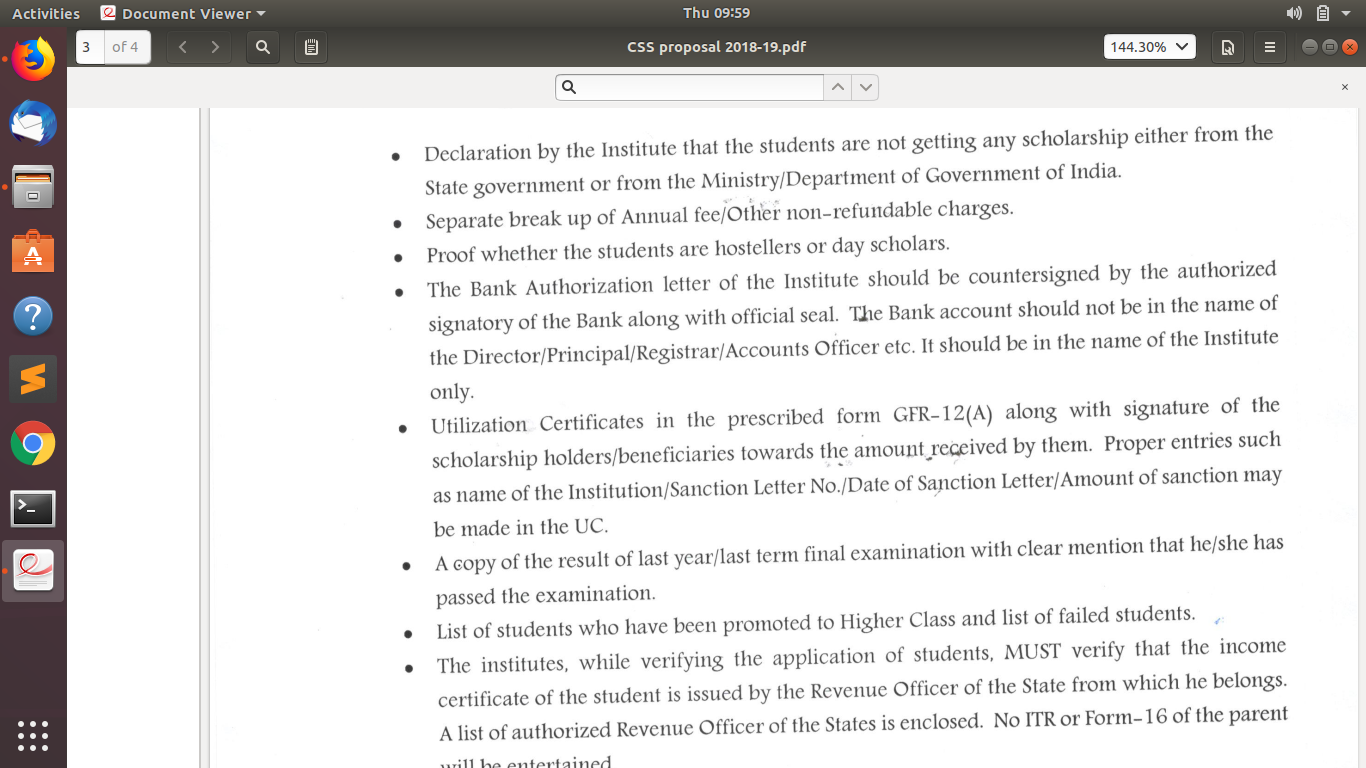 Activities Document Viewer Thu 09:59
3 of 4 CSS proposal 2018-19.pdf 144.30%
• Declaration by the Institute that the students are not getting any scholarship either from the
State government or from the Ministry/Department of Government of India.
• Separate break up of Annual fee/Other non-refundable charges.
• Proof whether the students are hostellers or day scholars.
• The Bank Authorization letter of the Institute should be countersigned by the authorized
signatory of the Bank along with official seal. The Bank account should not be in the name of
the Director/Principal/Registrar/Accounts Officer etc. It should be in the name of the Institute
only.
• Utilization Certificates in the prescribed form GFR-12(A) along with signature of the
scholarship holders/beneficiaries towards the amount received by them. Proper entries such
as name of the Institution/Sanction Letter No./Date of Sanction Letter/Amount of sanction may
be made in the UC.
• A copy of the result of last year/last term final examination with clear mention that he/she has
passed the examination.
• List of students who have been promoted to Higher Class and list of failed students.
• The institutes, while verifying the application of students, MUST verify that the income
certificate of the student is issued by the Revenue Officer of the State from which he belongs.
A list of authorized Revenue Officer of the States is enclosed. No ITR or Form-16 of the parent
will be entertained